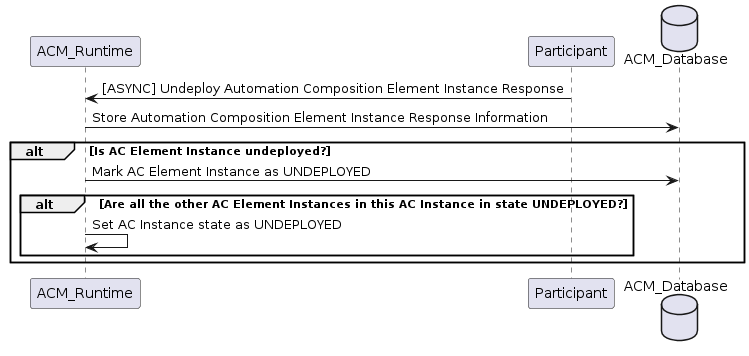 ACM_Runtime
Participant
ACM_Database
[ASYNC] Undeploy Automation Composition Element Instance Response
Store Automation Composition Element Instance Response Information
alt [Is AC Element Instance undeployed?]
Mark AC Element Instance as UNDEPLOYED
alt [Are all the other AC Element Instances in this AC Instance in state UNDEPLOYED?]
Set AC Instance state as UNDEPLOYED
ACM_Runtime
Participant
ACM_Database